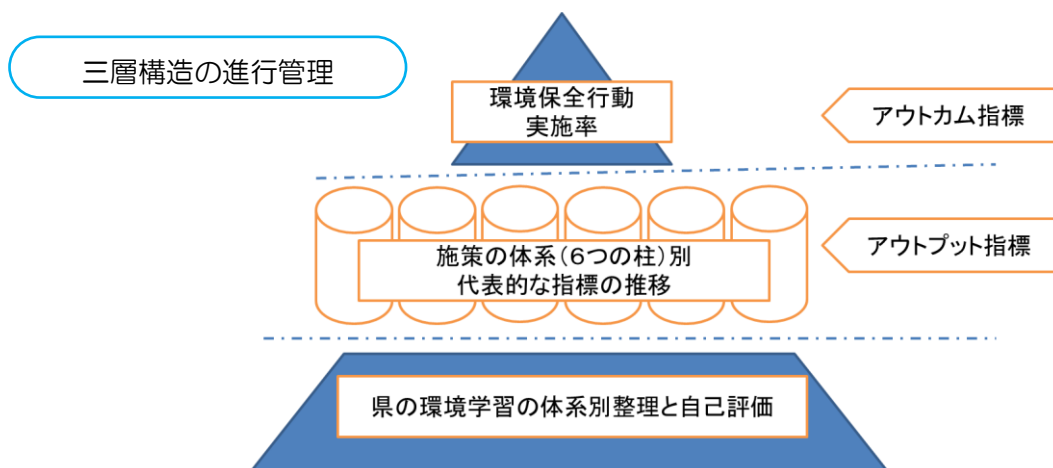 三層構造の進行管理
環境保全行動
実施率
アウトカム指標
施策の体系(6つの柱)別
代表的な指標の推移
アウトプット指標
県の環境学習の体系別整理と自己評価